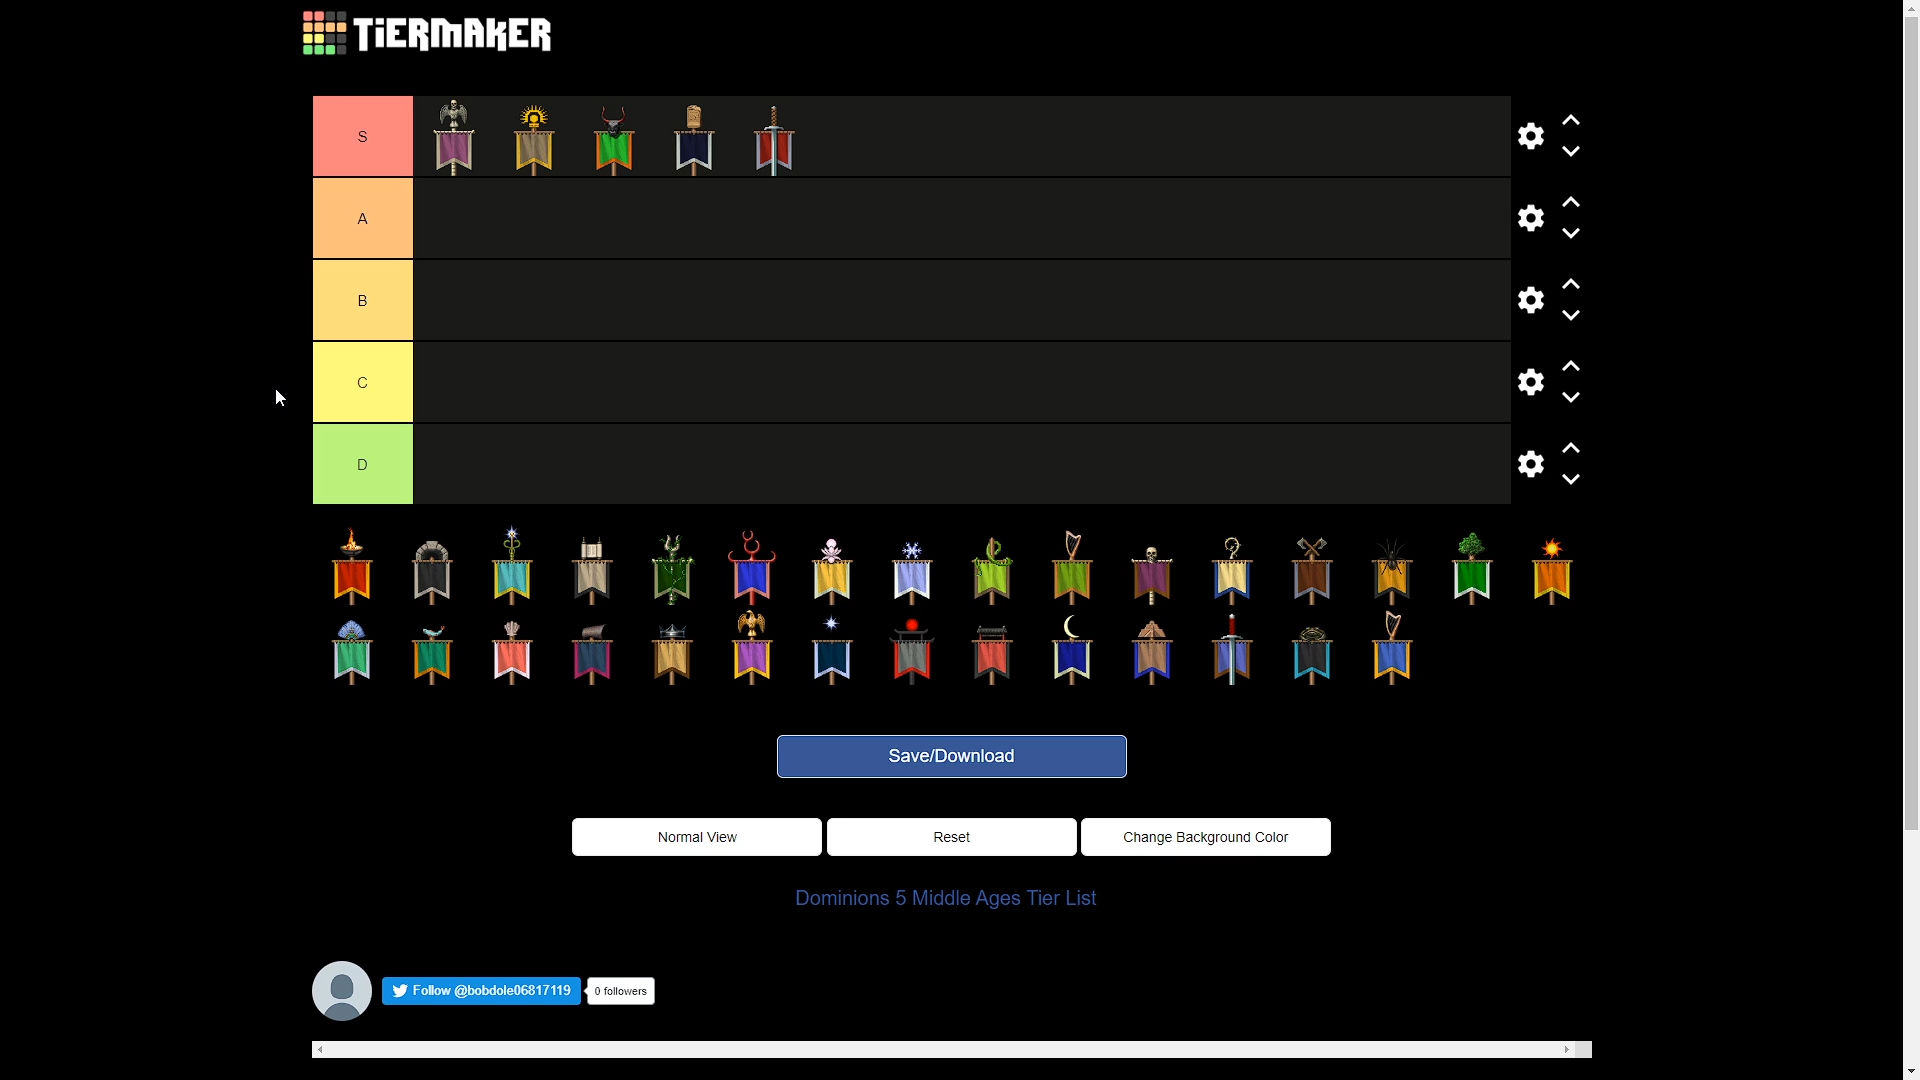 TiERMAKER
S
A
B
C
D
Save/Download
Normal View
Reset
Change Background Color
Dominions 5 Middle Ages Tier List
Follow @bobdole06817119
0 followers